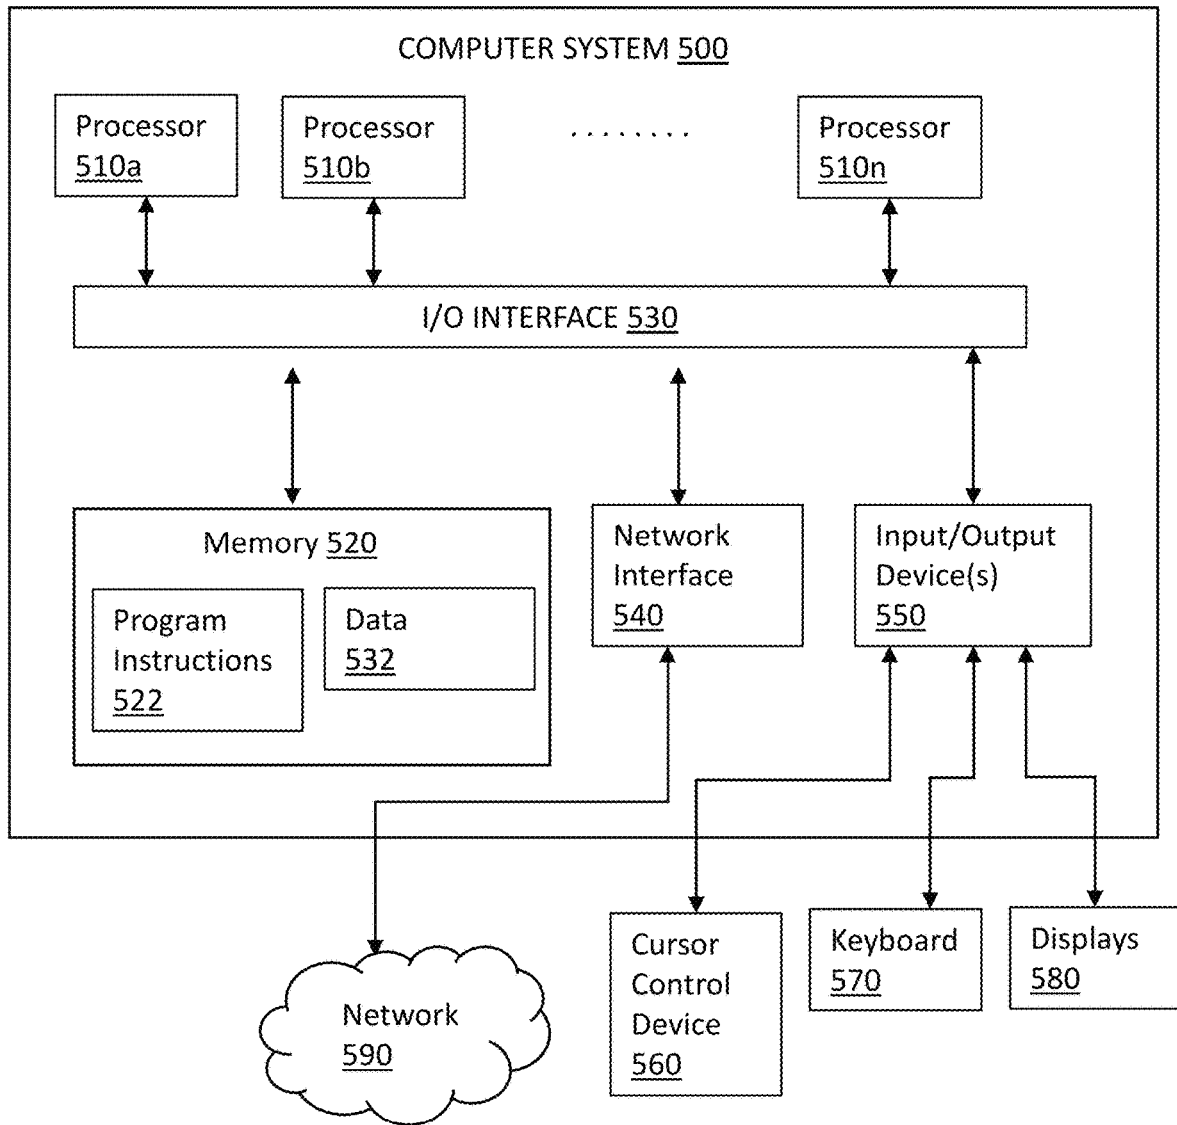 COMPUTER SYSTEM 500
Processor
510a
Processor
510b
. . . . . . . .
Processor
510n
I/O INTERFACE 530
Memory 520
Program
Instructions
522
Data
532
Network
Interface
540
Input/Output
Device(s)
550
Network
590
Cursor
Control
Device
560
Keyboard
570
Displays
580